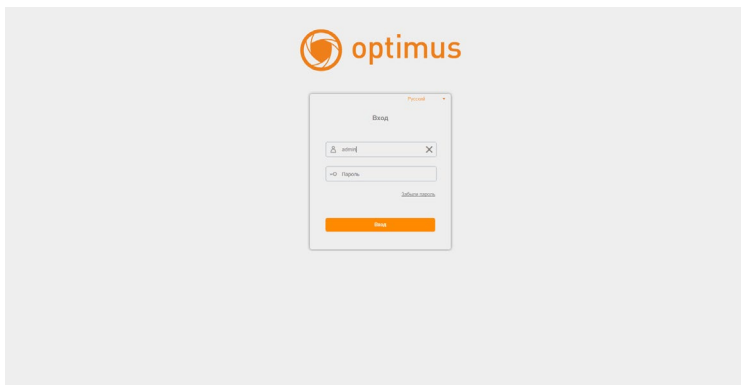 optimus
Русский
Вход
admin
Пароль
Забыли пароль
Вход